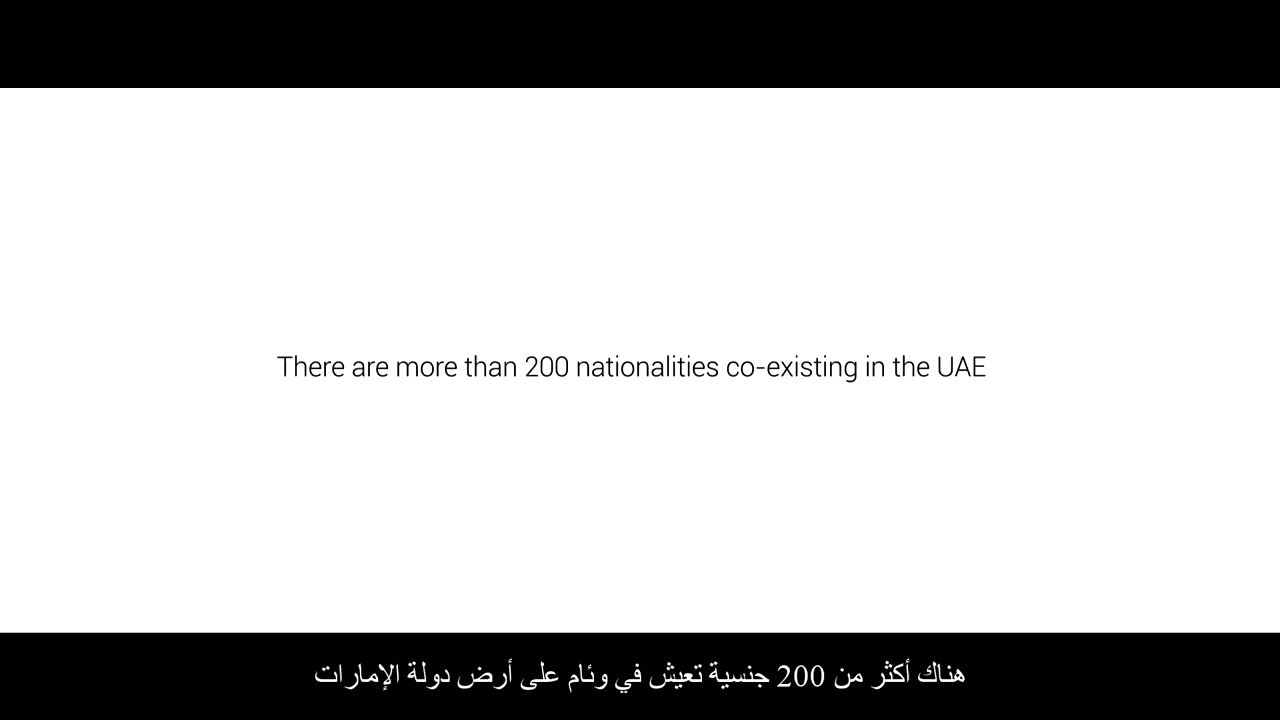 There are more than 200 nationalities co-existing in the UAE
هناك أكثر من 200 جنسية تعيش في وئام على أرض دولة الإمارات